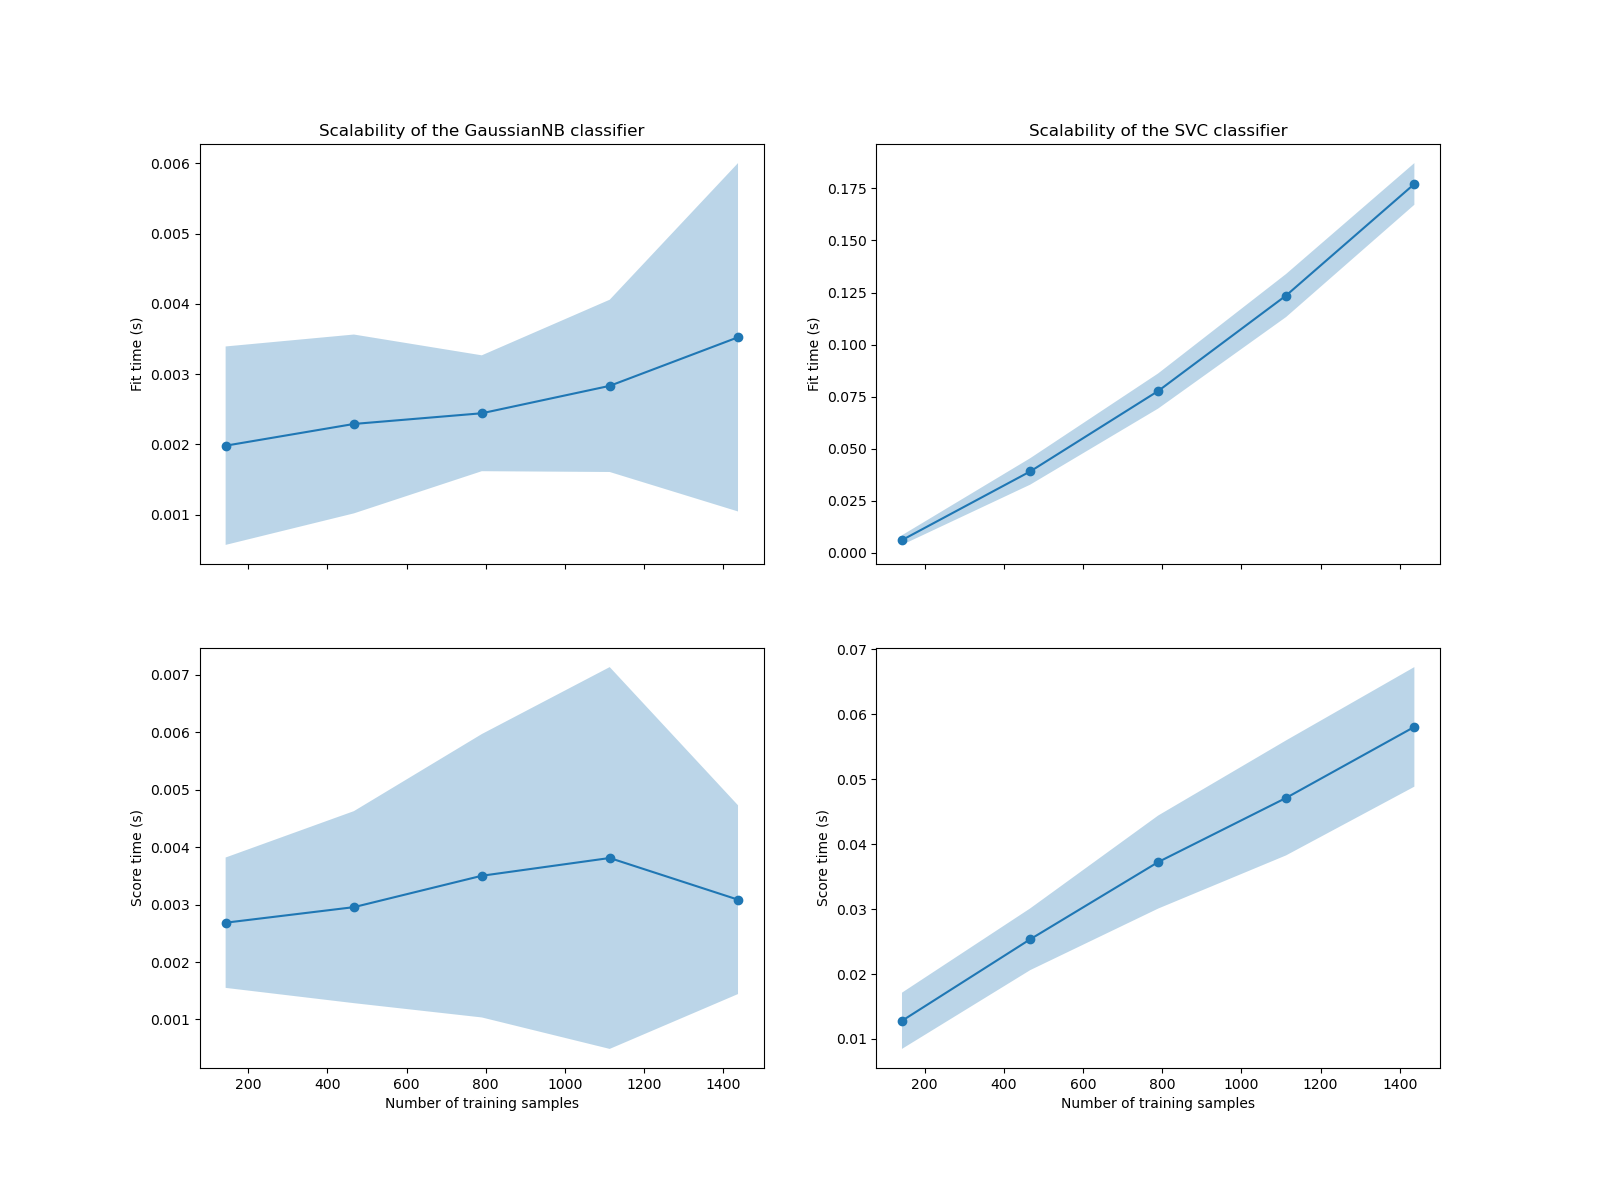 Scalability of the GaussianNB classifier
0.006
0.005
0.004
0.003
0.002
0.001
Fit time (s)
Scalability of the SVC classifier
0.175
0.150
0.125
0.100
0.075
0.050
0.025
0.000
Fit time (s)
0.007
0.006
0.005
0.004
0.003
0.002
0.001
Score time (s)
200 400 600 800 1000 1200 1400
Number of training samples
0.07
0.06
0.05
0.04
0.03
0.02
0.01
Score time (s)
200 400 600 800 1000 1200 1400
Number of training samples